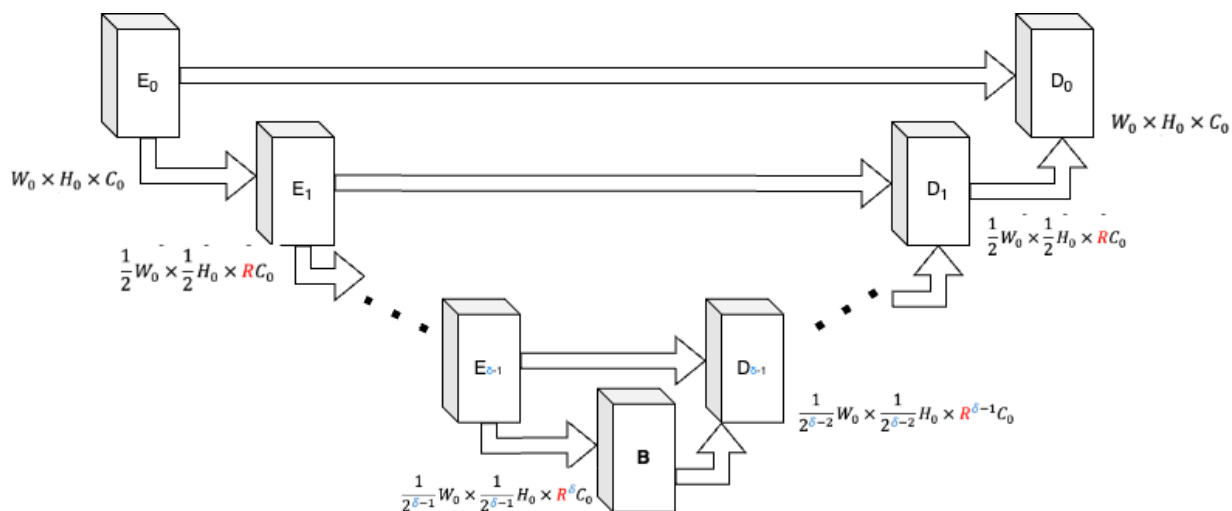 E₀
D₀
W₀ × H₀ × C₀
W₀ × H₀ × C₀
E₁
D₁
1/2 W₀ × 1/2 H₀ × RC₀
1/2 W₀ × 1/2 H₀ × RC₀
E_δ-1
D_δ-1
1/2^(δ-2) W₀ × 1/2^(δ-2) H₀ × R^(δ-1) C₀
B
1/2^(δ-1) W₀ × 1/2^(δ-1) H₀ × R^δ C₀